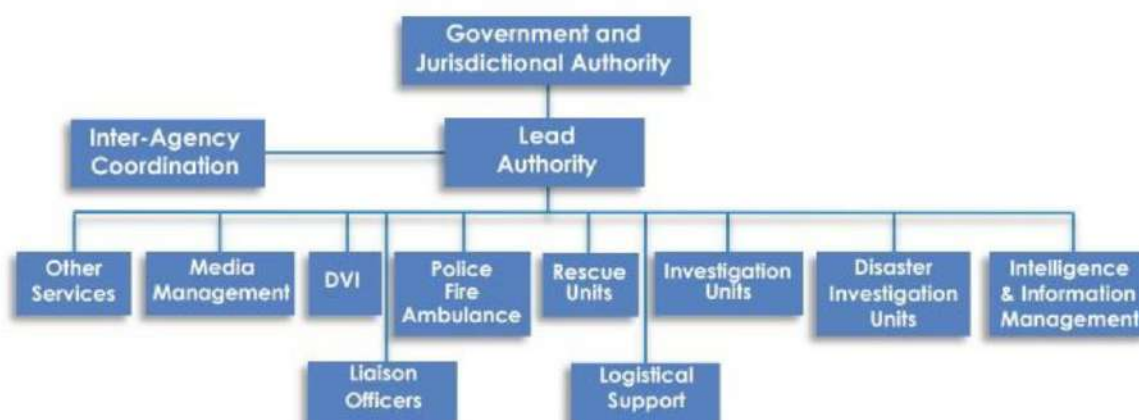 Government and
Jurisdictional Authority
Inter-Agency
Coordination
Lead
Authority
Other
Services
Media
Management
DVI
Police
Fire
Ambulance
Rescue
Units
Investigation
Units
Disaster
Investigation
Units
Intelligence
& Information
Management
Liaison
Officers
Logistical
Support